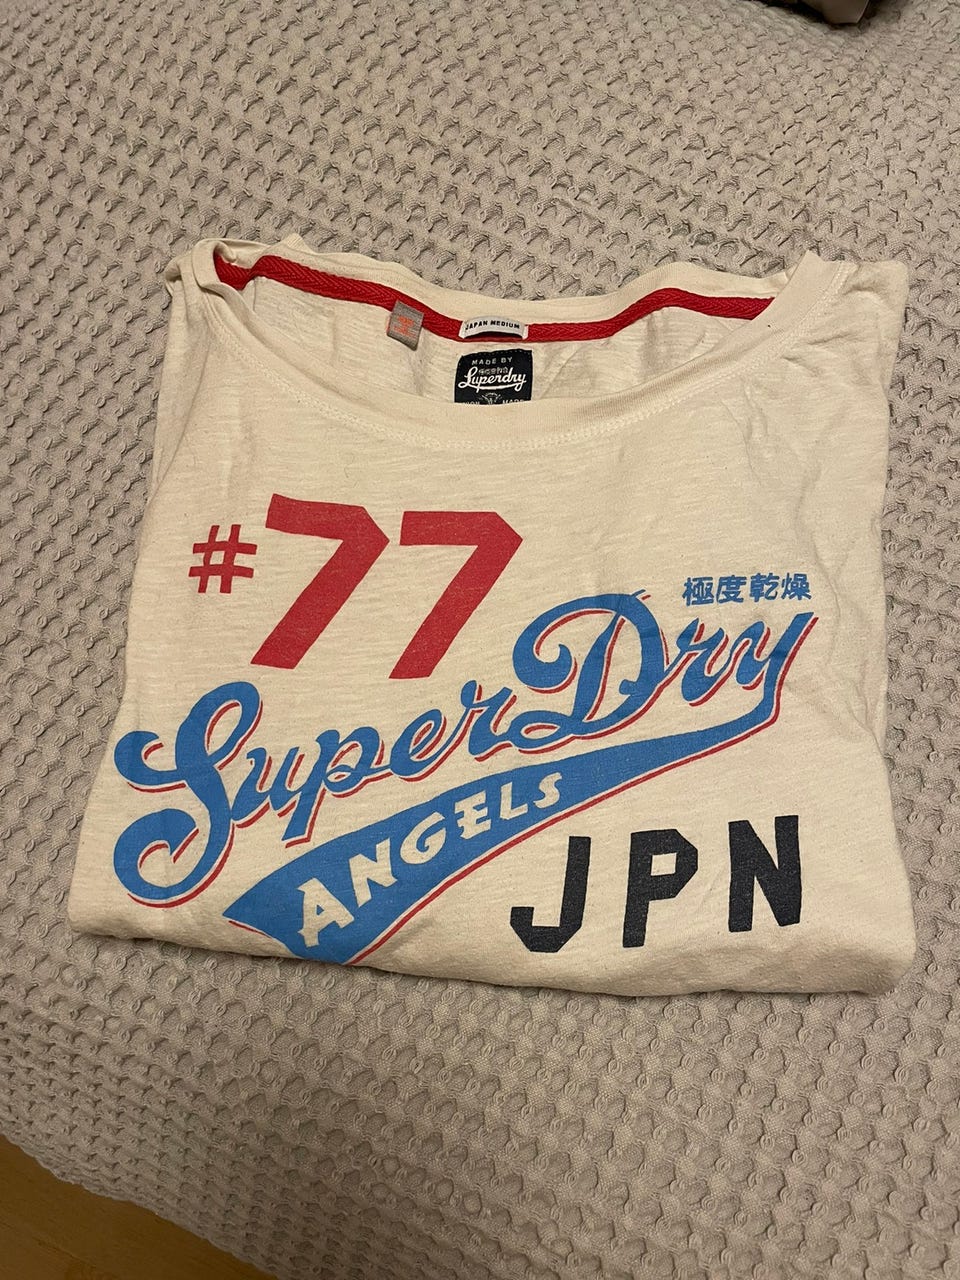 JAPAN MEDIUM
MADE BY
Superdry
#77
極度乾燥
SuperDry
ANGELS
JPN